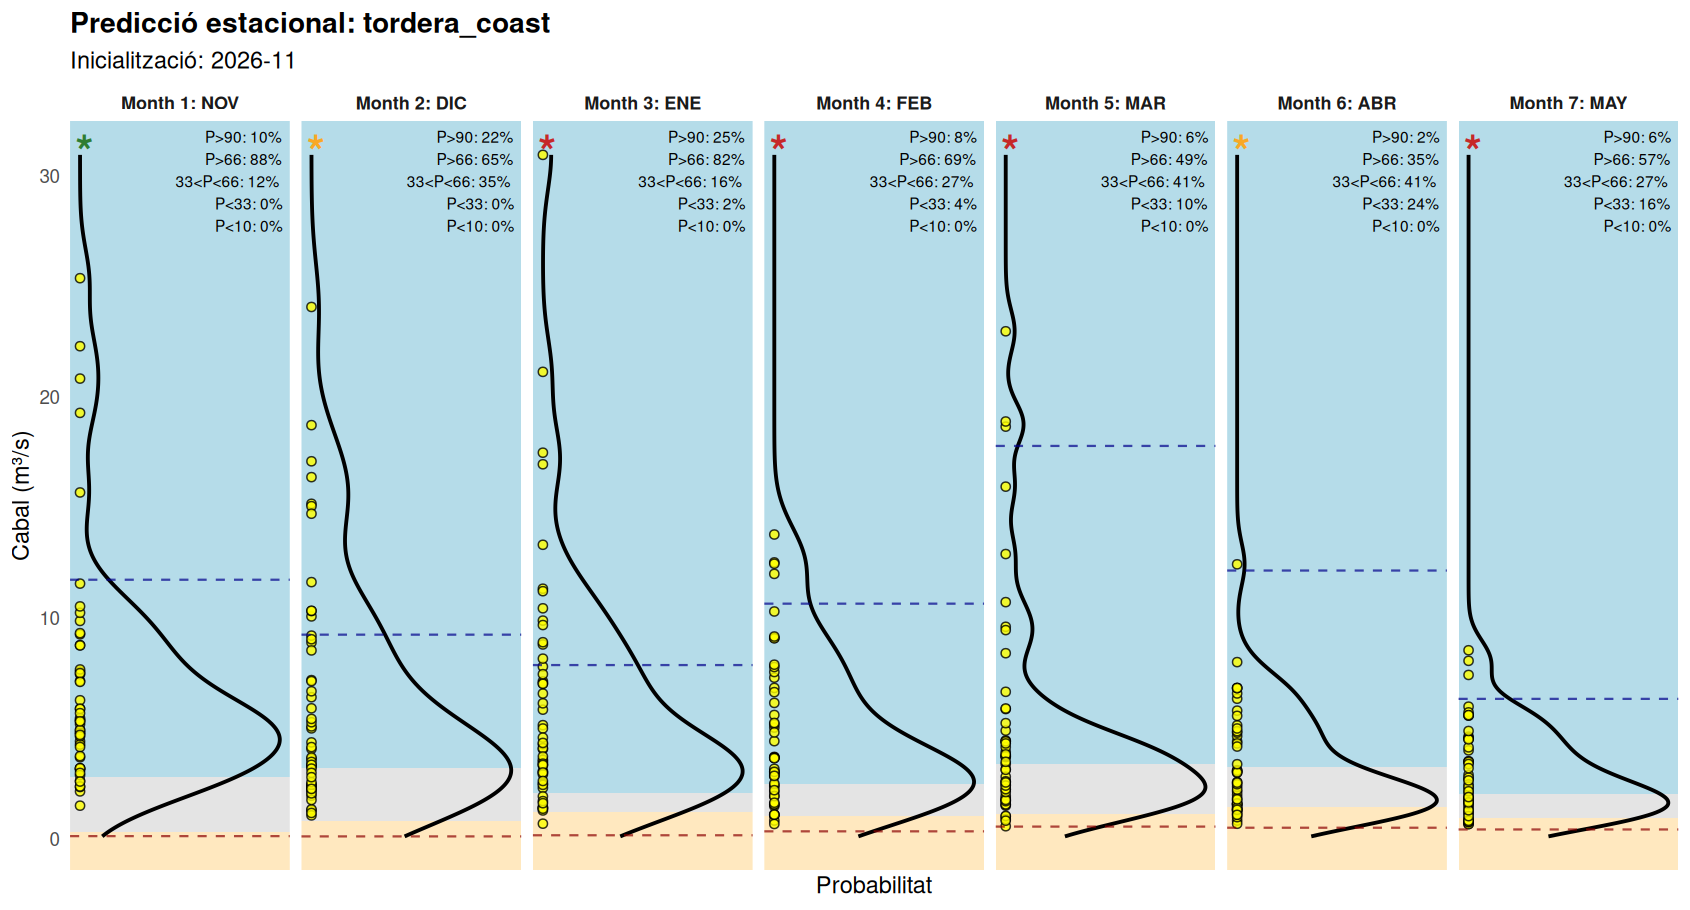 Predicció estacional: tordera_coast
Inicialització: 2026-11
Month 1: NOV
Month 2: DIC
Month 3: ENE
Month 4: FEB
Month 5: MAR
Month 6: ABR
Month 7: MAY
P>90: 10%
P>66: 88%
33<P<66: 12%
P<33: 0%
P<10: 0%
P>90: 22%
P>66: 65%
33<P<66: 35%
P<33: 0%
P<10: 0%
P>90: 25%
P>66: 82%
33<P<66: 16%
P<33: 2%
P<10: 0%
P>90: 8%
P>66: 69%
33<P<66: 27%
P<33: 4%
P<10: 0%
P>90: 6%
P>66: 49%
33<P<66: 41%
P<33: 10%
P<10: 0%
P>90: 2%
P>66: 35%
33<P<66: 41%
P<33: 24%
P<10: 0%
P>90: 6%
P>66: 57%
33<P<66: 27%
P<33: 16%
P<10: 0%
30
20
10
0
Cabal (m³/s)
Probabilitat